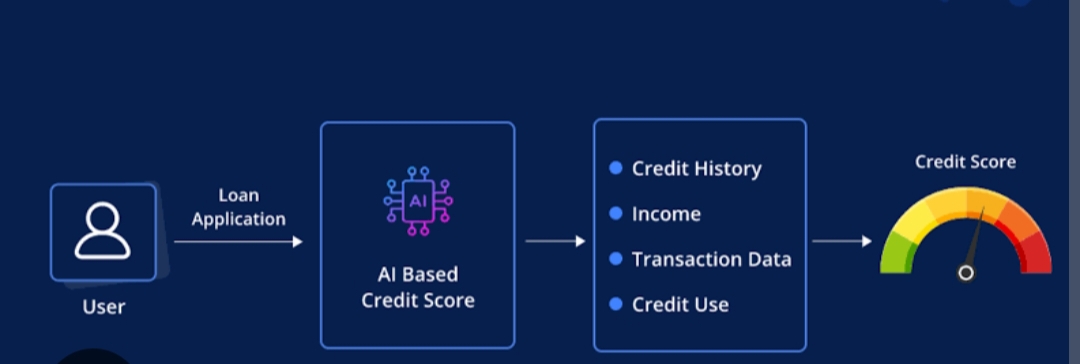 Loan
Application
User
AI
AI Based
Credit Score
Credit History
Income
Transaction Data
Credit Use
Credit Score